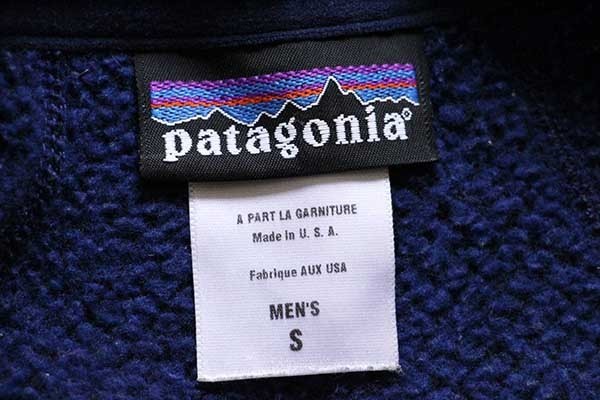 patagonia®
A PART LA GARNITURE
Made in U. S. A.
Fabrique AUX USA
MEN'S
S